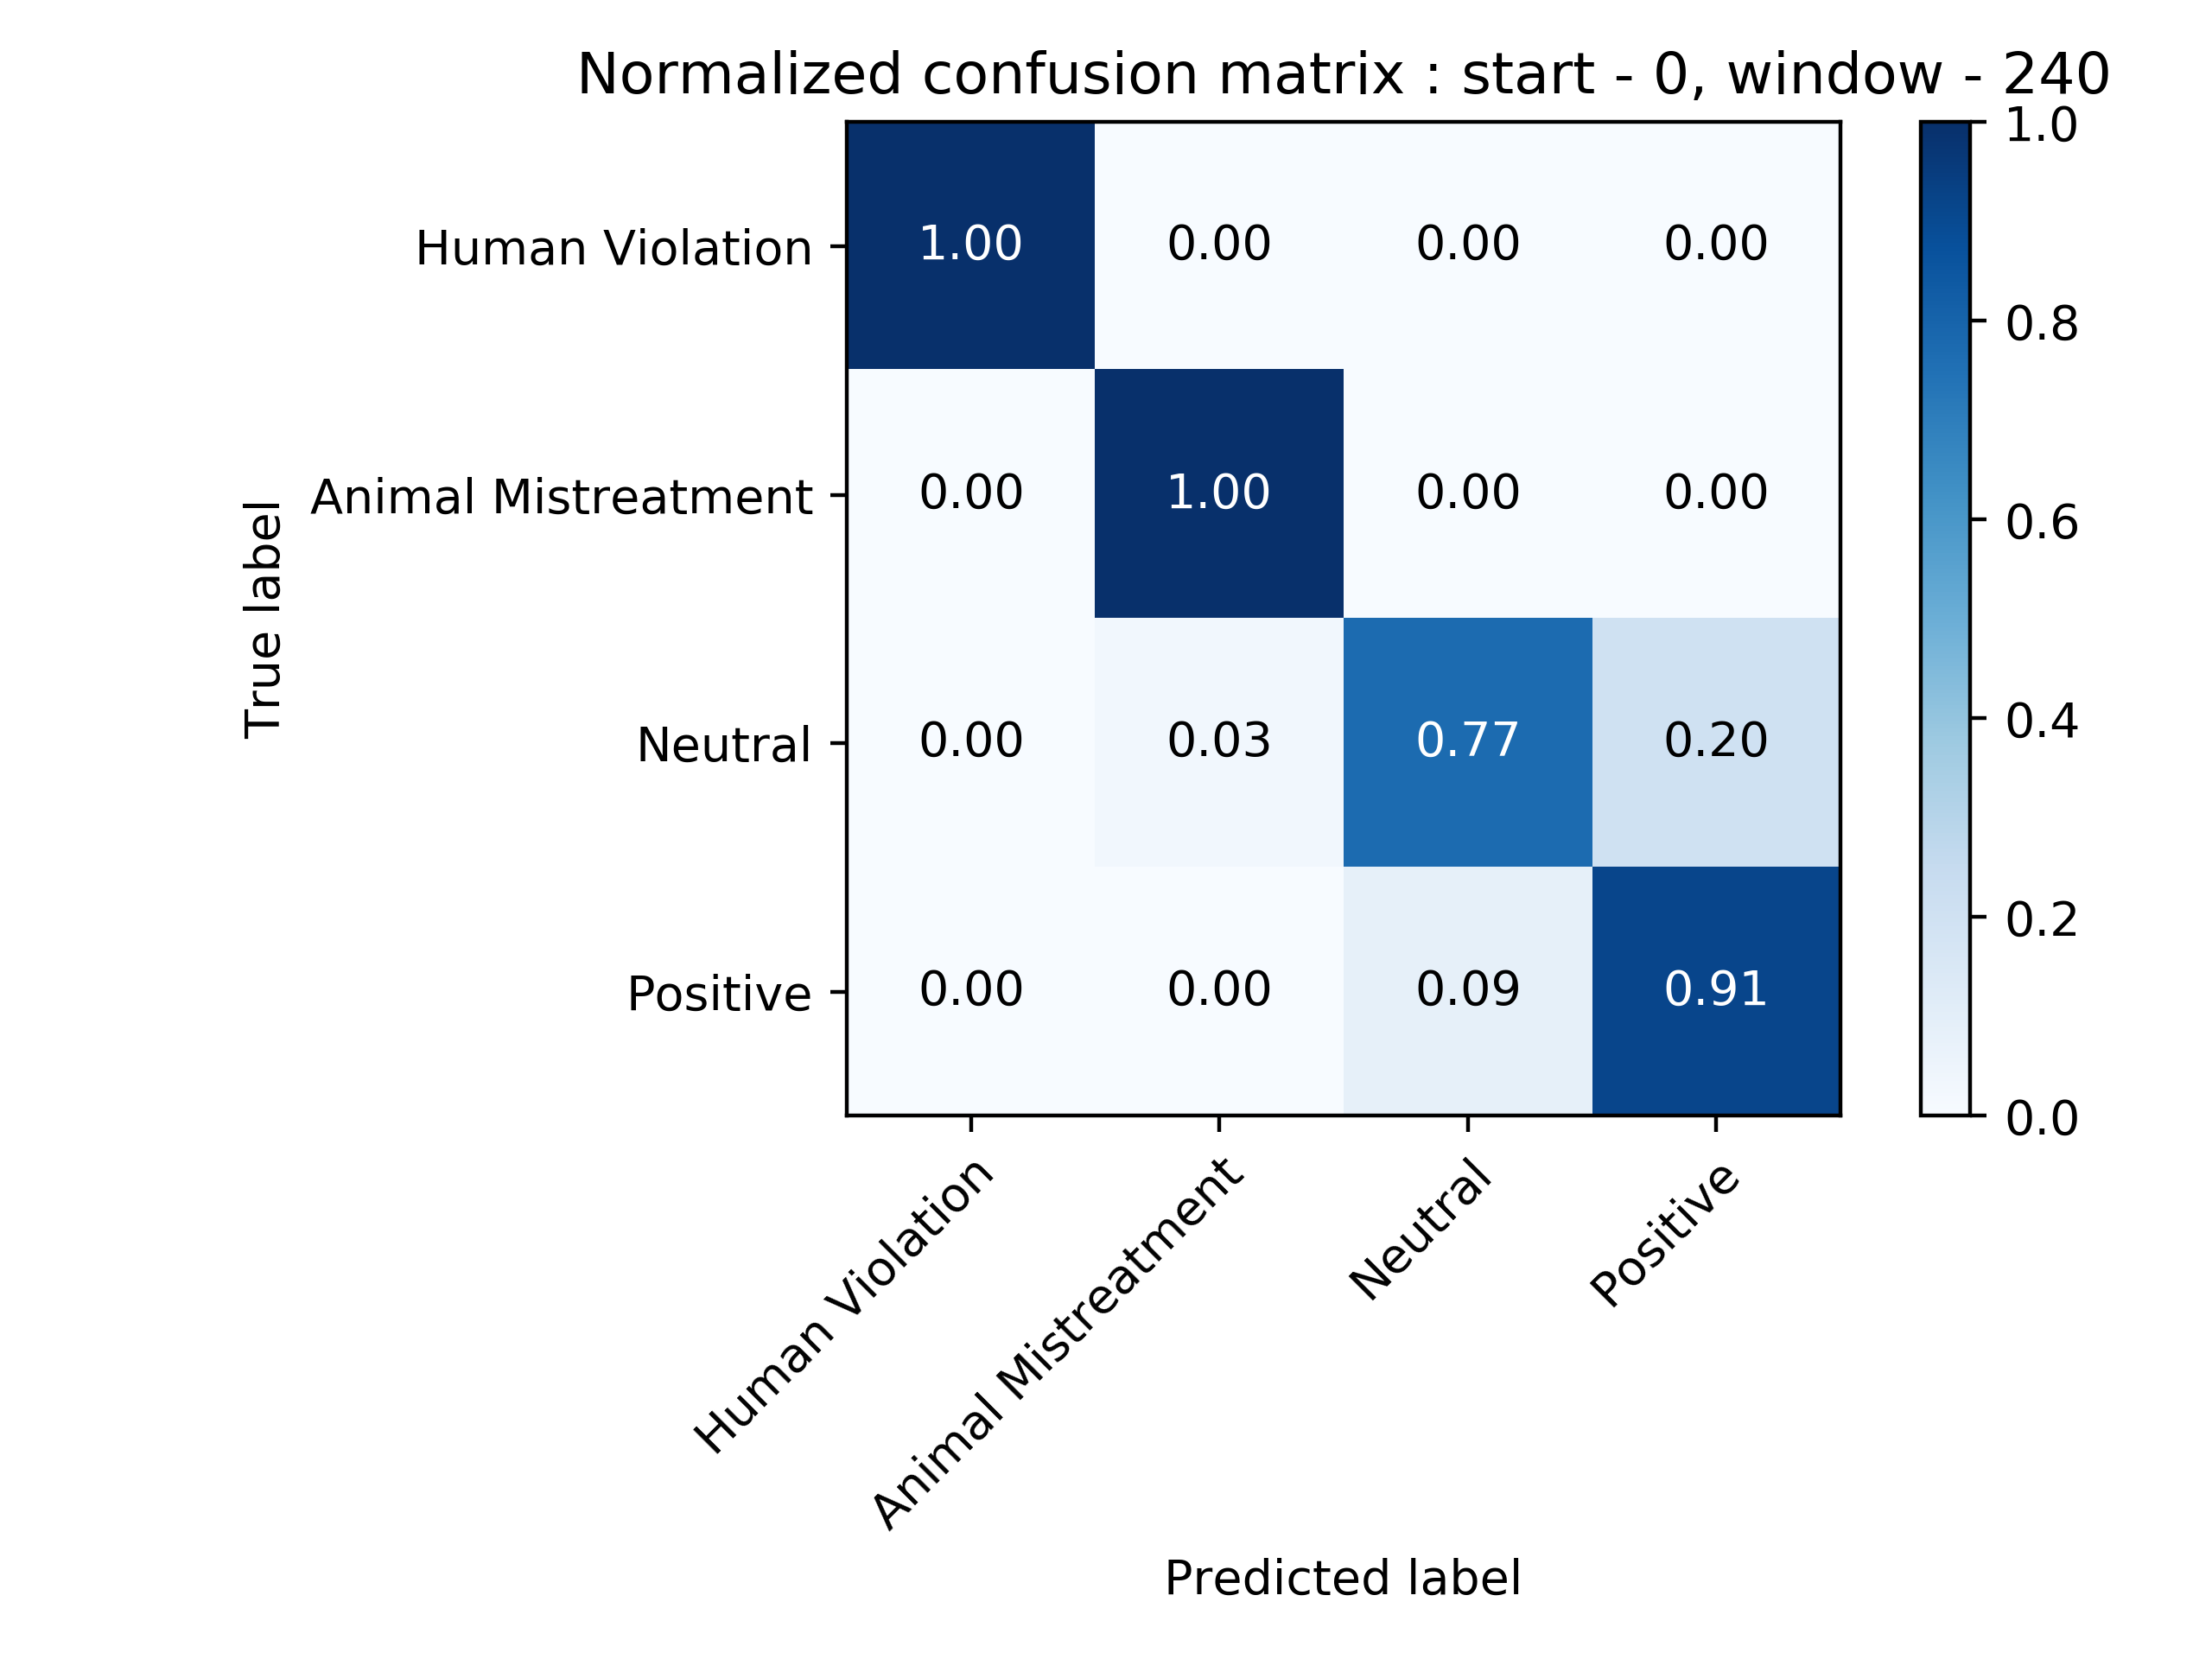 Normalized confusion matrix : start - 0, window - 240
True label
Human Violation 1.00 0.00 0.00 0.00
Animal Mistreatment 0.00 1.00 0.00 0.00
Neutral 0.00 0.03 0.77 0.20
Positive 0.00 0.00 0.09 0.91
Human Violation
Animal Mistreatment
Neutral
Positive
Predicted label
1.0
0.8
0.6
0.4
0.2
0.0